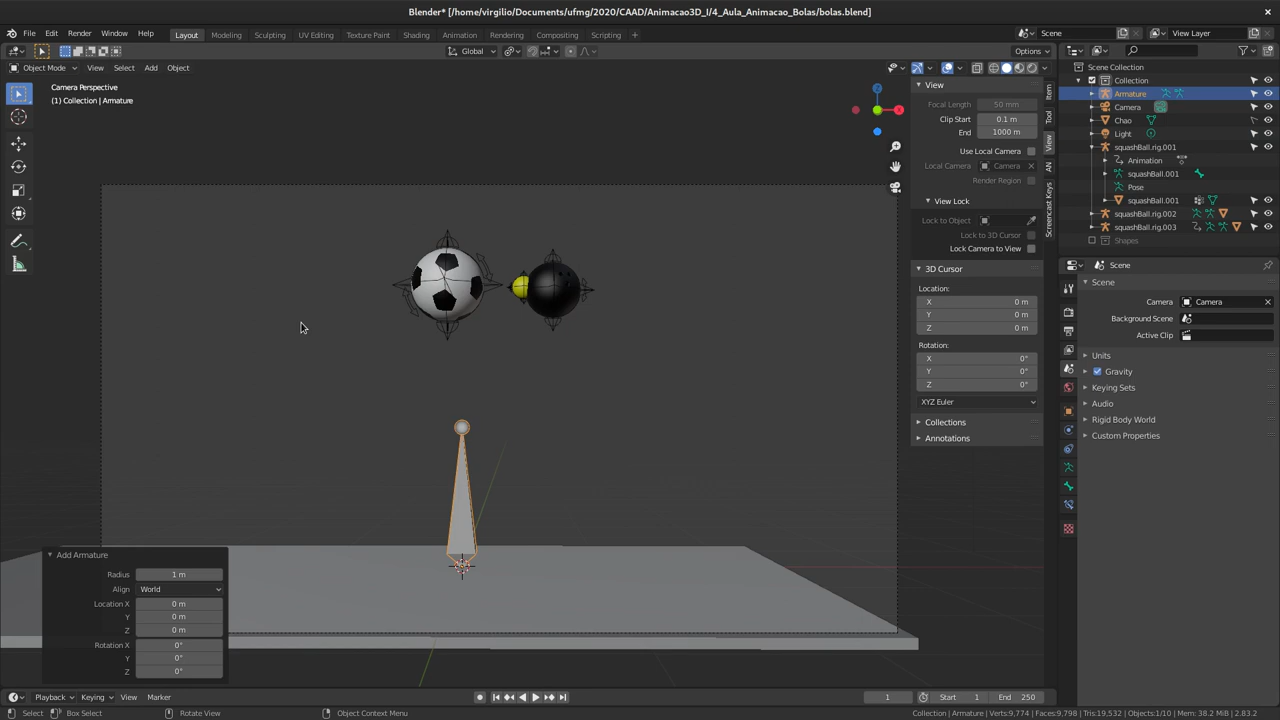 Blender* [/home/virgilio/Documents/ufmg/2020/CAAD/Animacao3D_I/4_Aula_Animacao_Bolas/bolas.blend]
File Edit Render Window Help Layout Modeling Sculpting UV Editing Texture Paint Shading Animation Rendering Compositing Scripting + Scene View Layer
Global Options
Object Mode View Select Add Object
Camera Perspective
(1) Collection | Armature
X
Z
View
Focal Length 50 mm
Clip Start 0.1 m
End 1000 m
Use Local Camera
Local Camera Camera
Render Region
View Lock
Lock to Object
Lock to 3D Cursor
Lock Camera to View
3D Cursor
Location:
X 0 m
Y 0 m
Z 0 m
Rotation:
X 0°
Y 0°
Z 0°
XYZ Euler
Collections
Annotations
Item
Tool
View
AN
Screencast Keys
Scene Collection
Collection
Armature
Camera
Chao
Light
squashBall.rig.001
Animation
squashBall.001
Pose
squashBall.001
squashBall.rig.002
squashBall.rig.003
Shapes
Scene
Scene
Camera Camera
Background Scene
Active Clip
Units
Gravity
Keying Sets
Audio
Rigid Body World
Custom Properties
Add Armature
Radius 1 m
Align World
Location X 0 m
Y 0 m
Z 0 m
Rotation X 0°
Y 0°
Z 0°
Playback Keying View Marker 1 Start 1 End 250
Select Box Select Rotate View Object Context Menu Collection | Armature | Verts:9,774 | Faces:9,798 | Tris:19,532 | Objects:1/10 | Mem: 38.2 MiB | 2.83.2